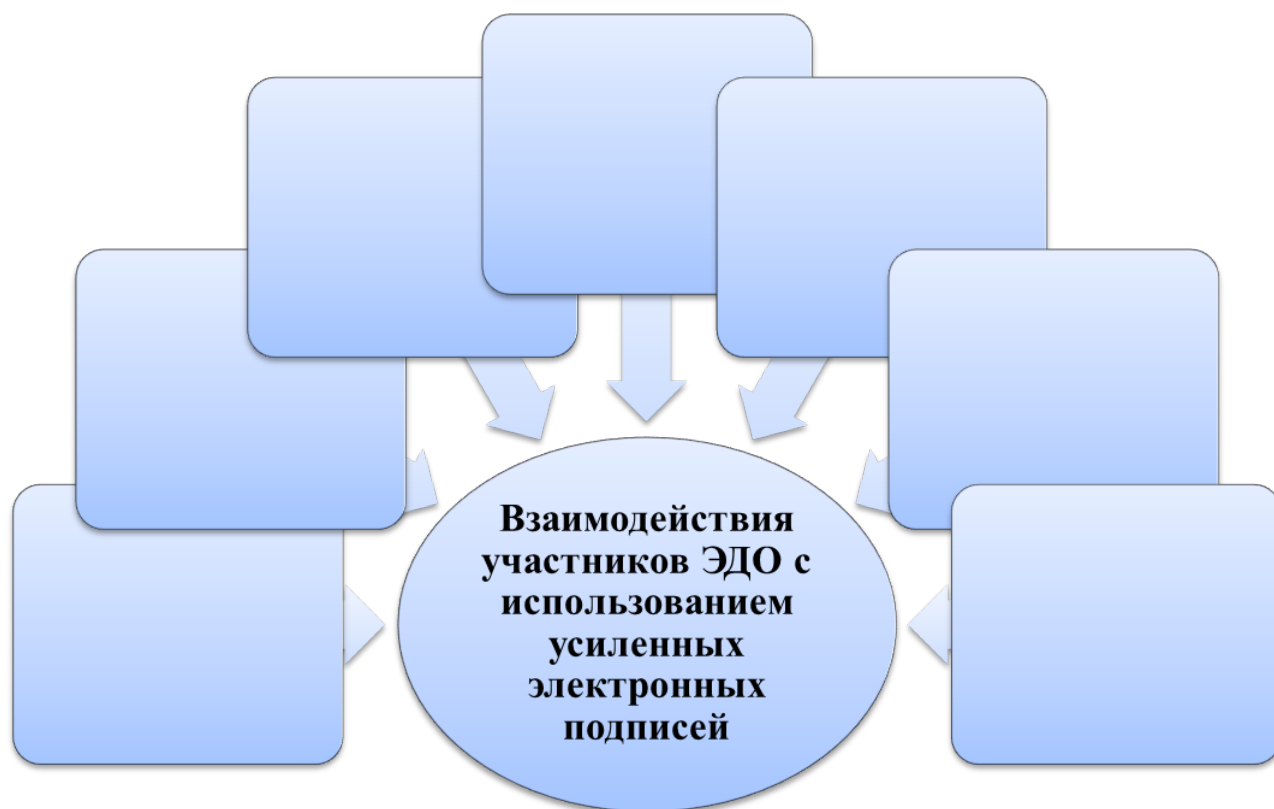 Взаимодействия
участников ЭДО с
использованием
усиленных
электронных
подписей